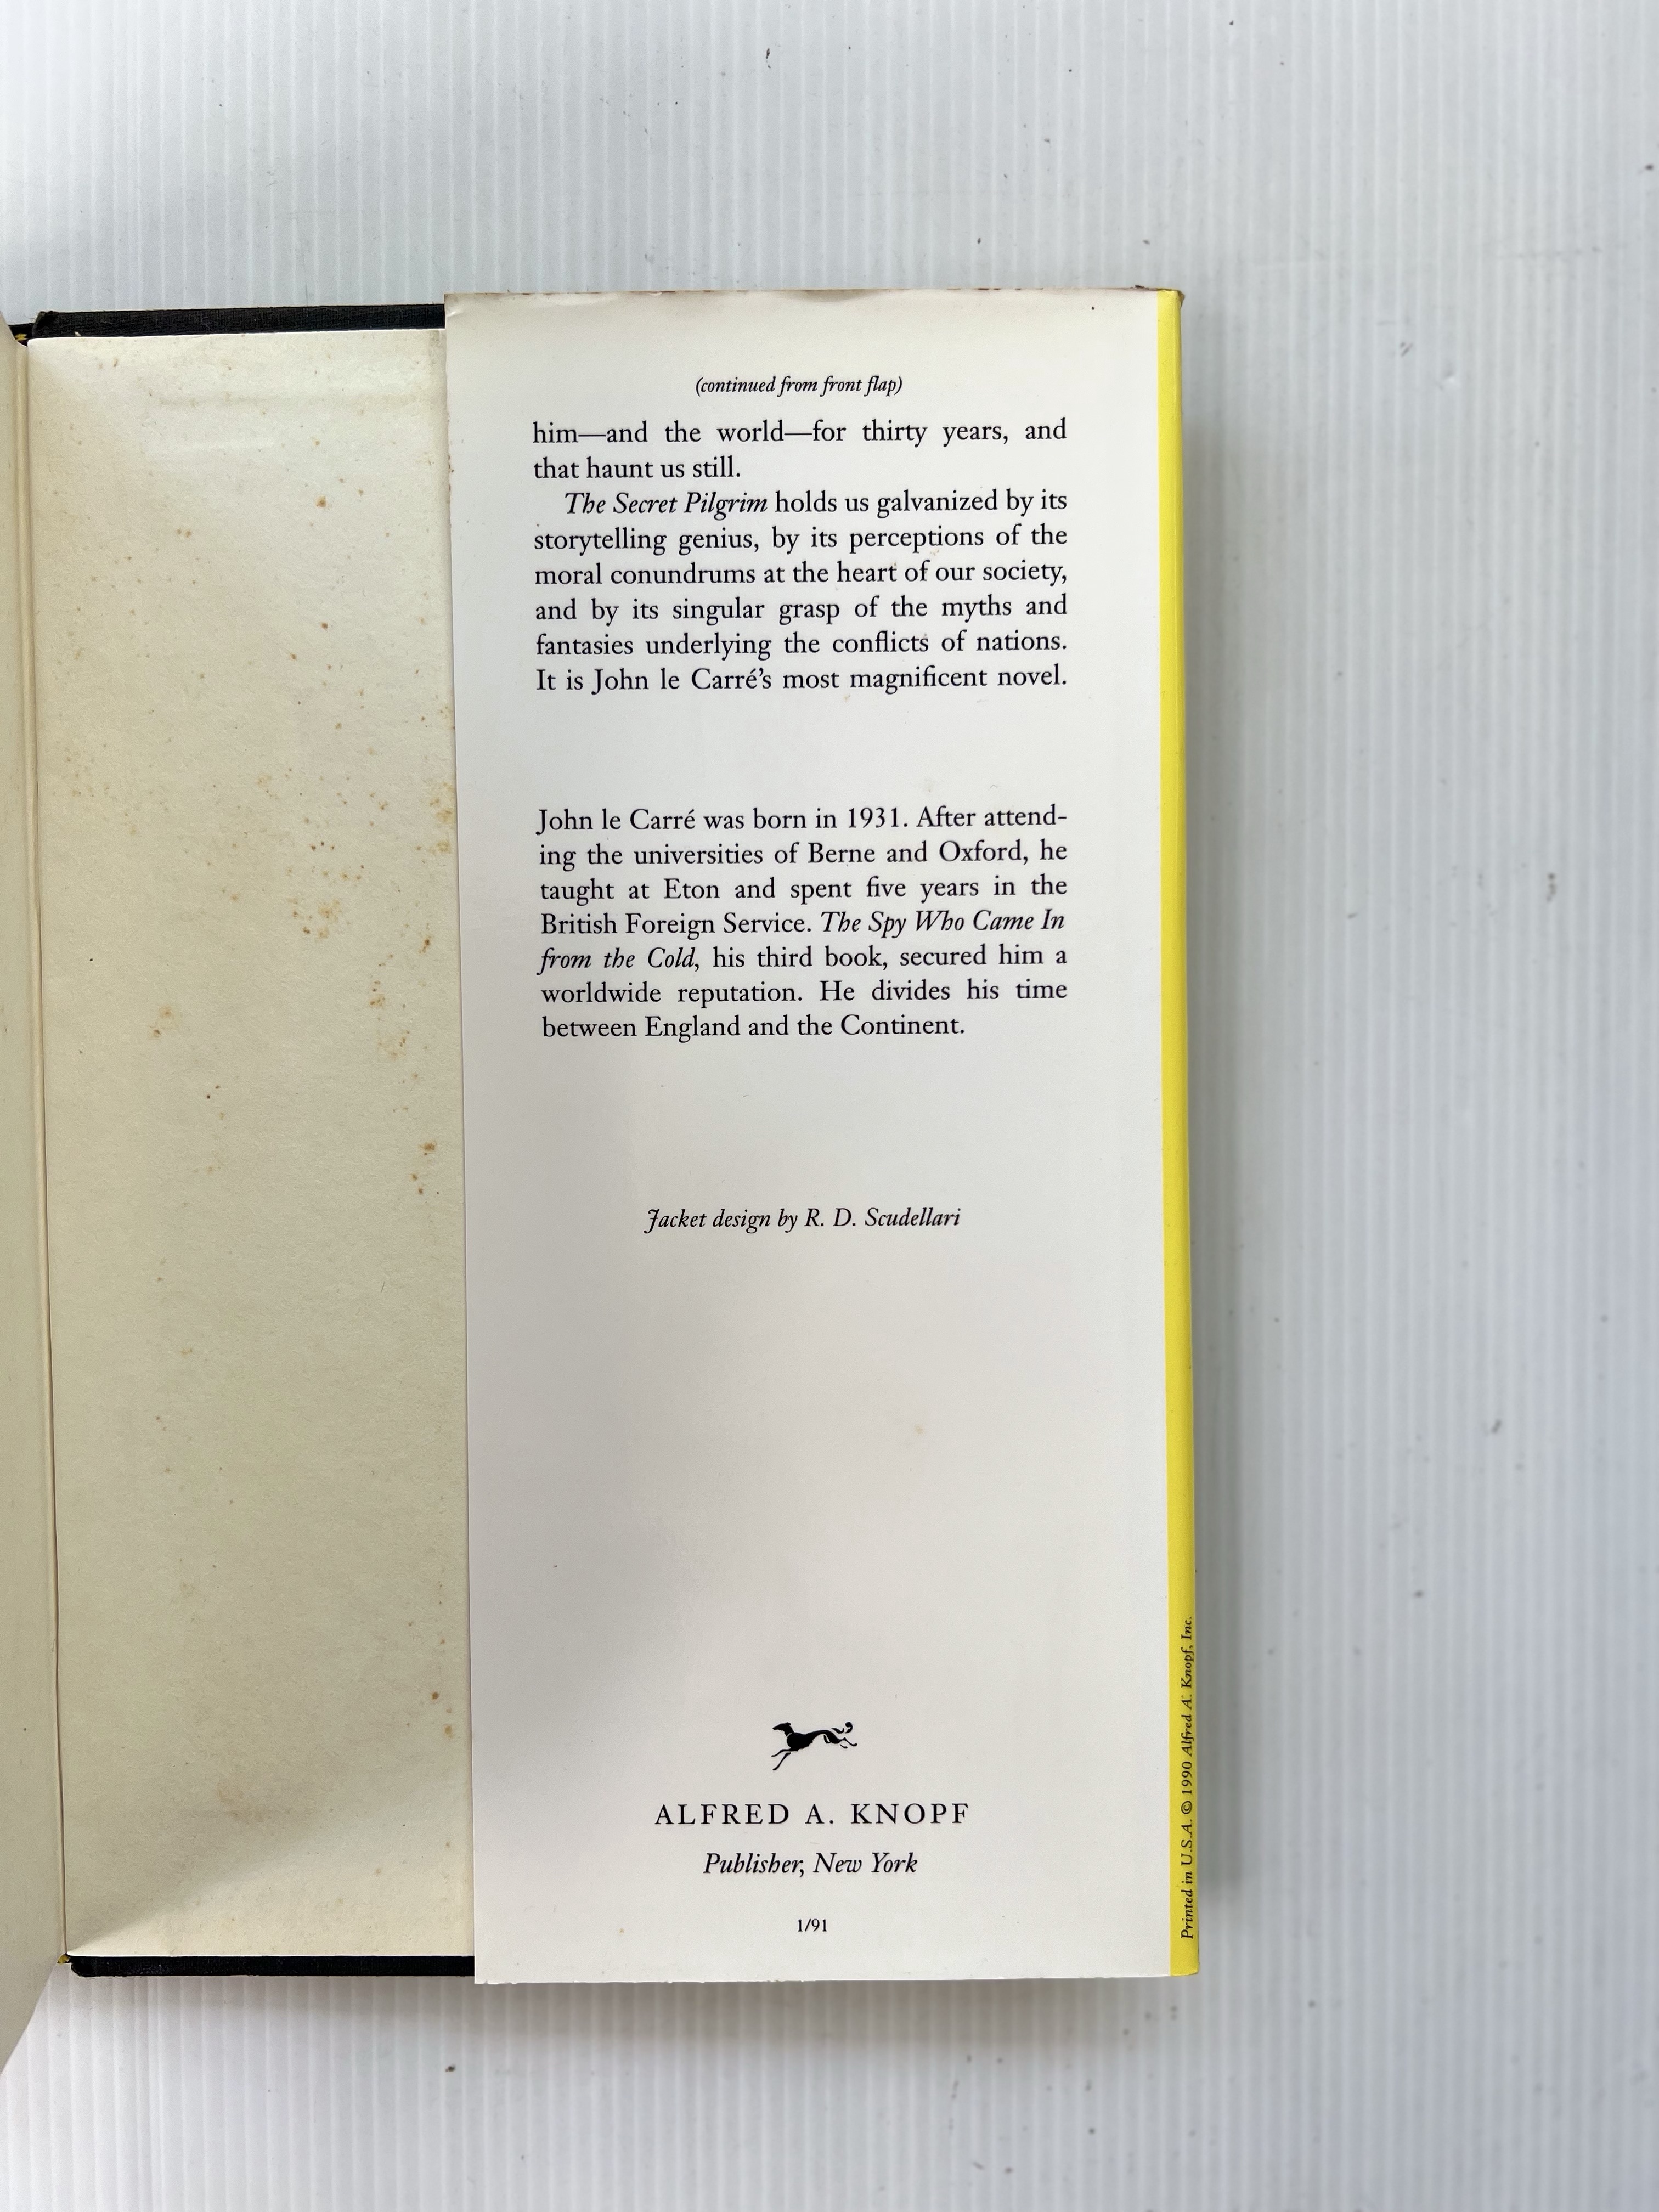 (continued from front flap)
him—and the world—for thirty years, and
that haunt us still.
The Secret Pilgrim holds us galvanized by its
storytelling genius, by its perceptions of the
moral conundrums at the heart of our society,
and by its singular grasp of the myths and
fantasies underlying the conflicts of nations.
It is John le Carré's most magnificent novel.
John le Carré was born in 1931. After attend-
ing the universities of Berne and Oxford, he
taught at Eton and spent five years in the
British Foreign Service. The Spy Who Came In
from the Cold, his third book, secured him a
worldwide reputation. He divides his time
between England and the Continent.
Jacket design by R. D. Scudellari
ALFRED A. KNOPF
Publisher, New York
1/91
Printed in U.S.A. © 1990 Alfred A. Knopf, Inc.